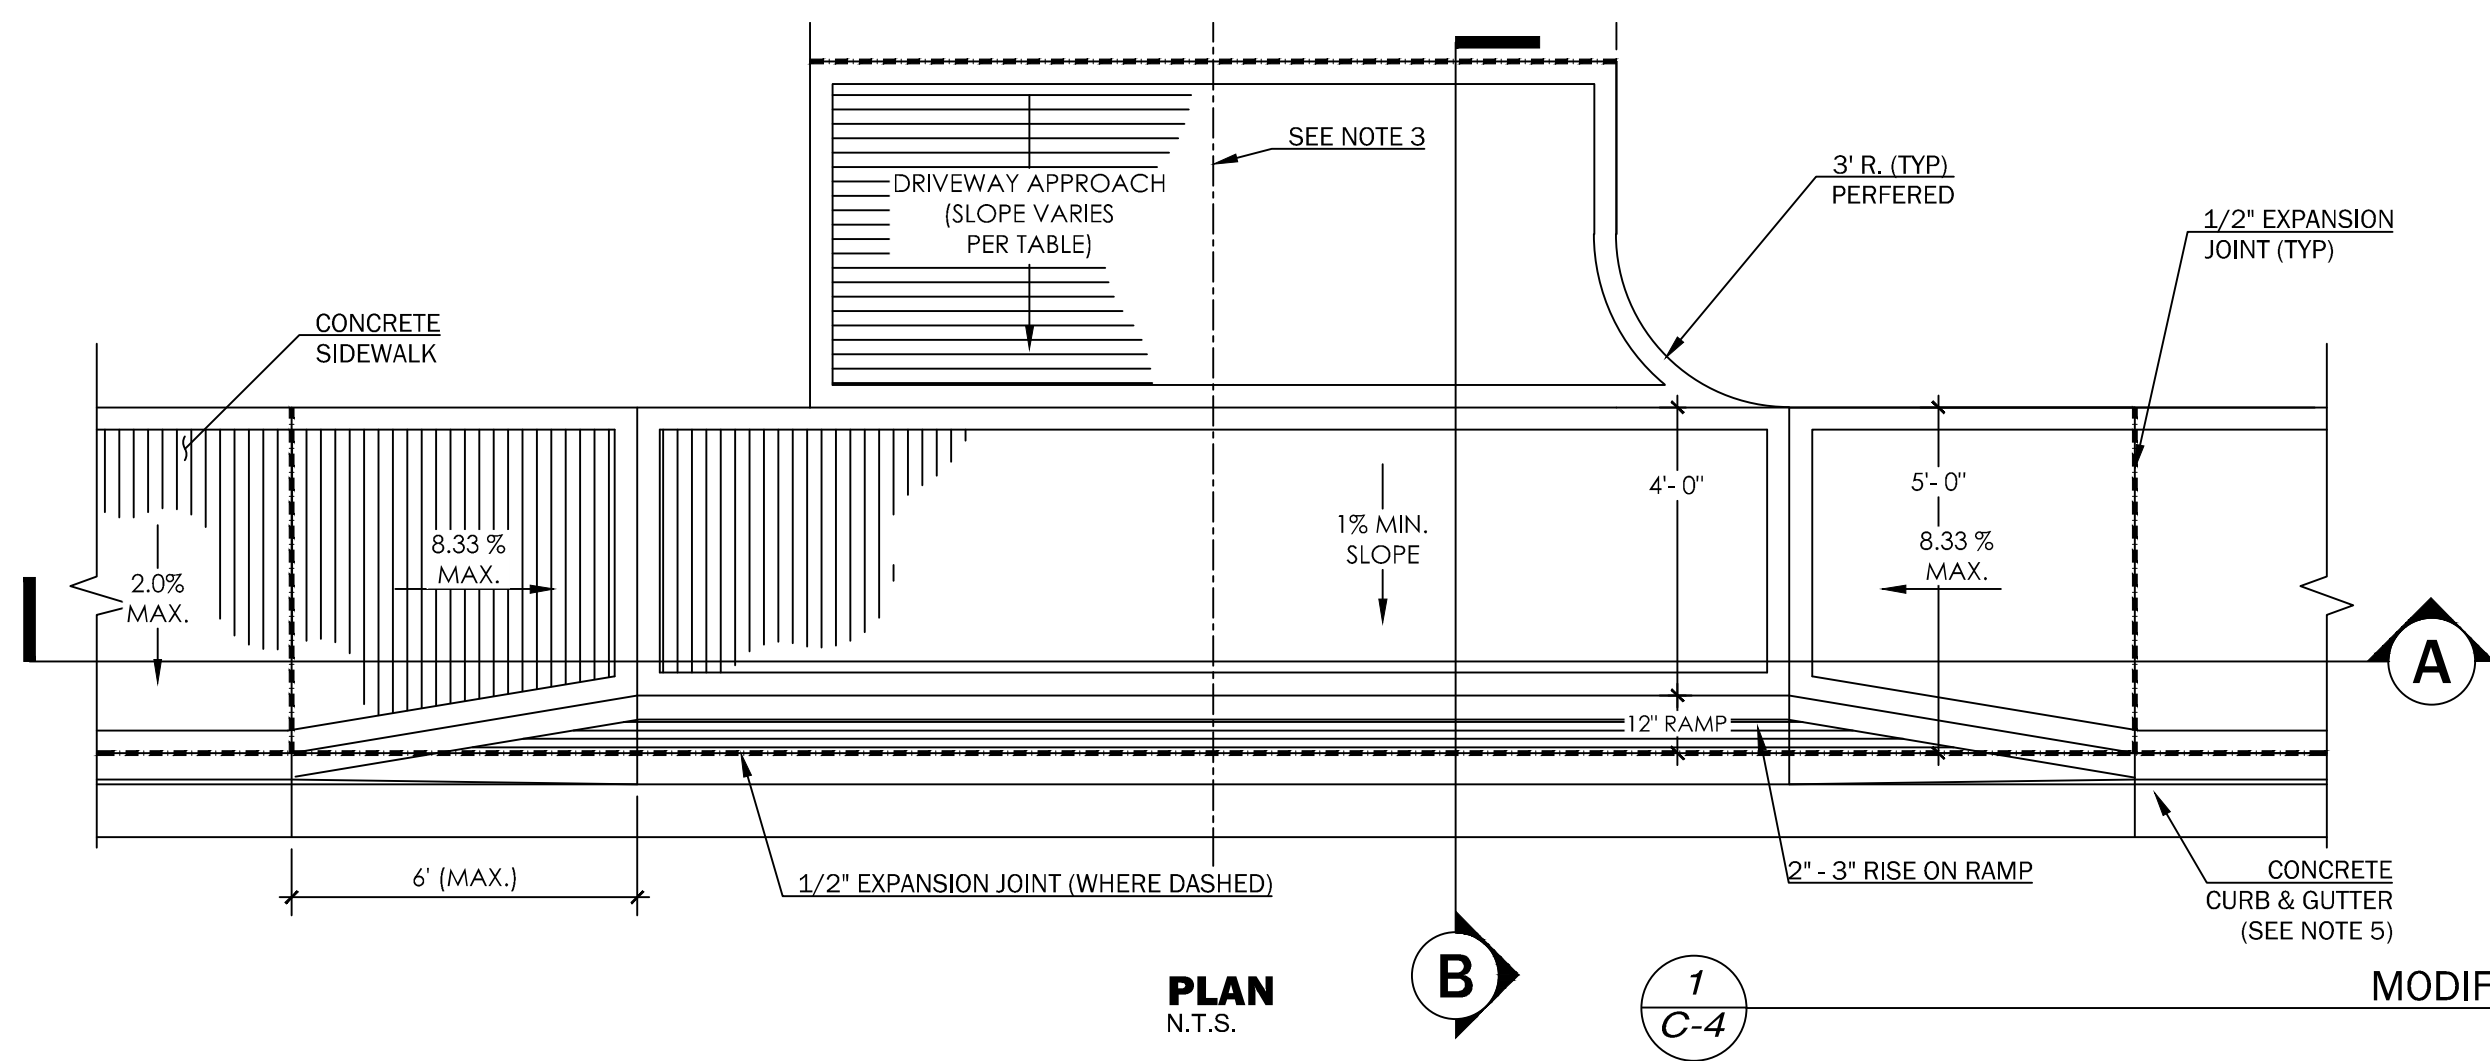 SEE NOTE 3
3' R. (TYP)
PERFERED
DRIVEWAY APPROACH
(SLOPE VARIES
PER TABLE)
1/2" EXPANSION
JOINT (TYP)
CONCRETE
SIDEWALK
4'- 0"
5'- 0"
8.33 %
MAX.
1% MIN.
SLOPE
8.33 %
MAX.
2.0%
MAX.
A
12" RAMP
6' (MAX.)
1/2" EXPANSION JOINT (WHERE DASHED)
2" - 3" RISE ON RAMP
CONCRETE
CURB & GUTTER
(SEE NOTE 5)
PLAN
N.T.S.
B
1
C-4
MODIF